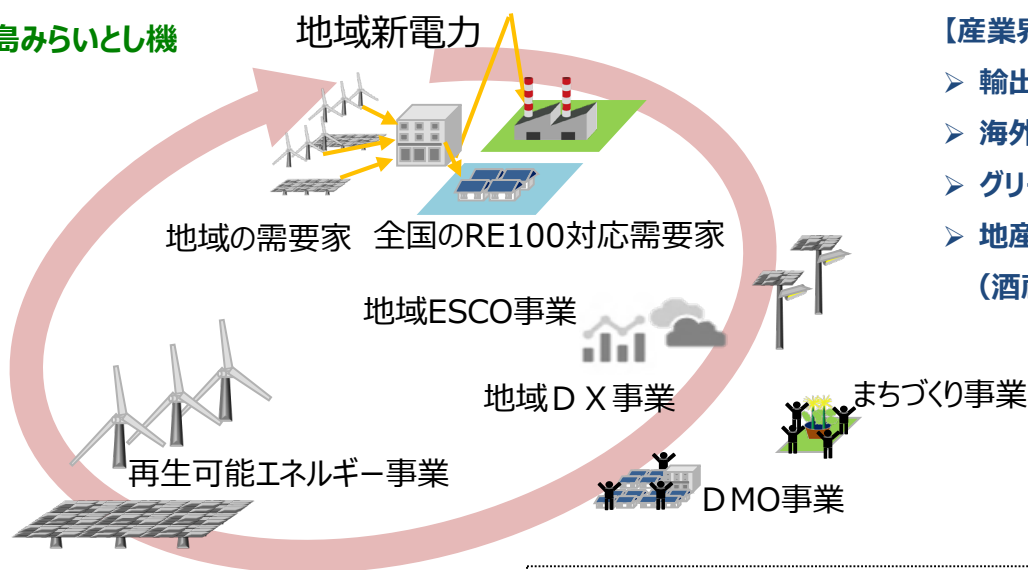 島みらいとし機
地域新電力
地域の需要家
全国のRE100対応需要家
地域ESCO事業
地域DX事業
まちづくり事業
再生可能エネルギー事業
DMO事業
【産業界
➢ 輸出
➢ 海外
➢ グリ
➢ 地産
（酒